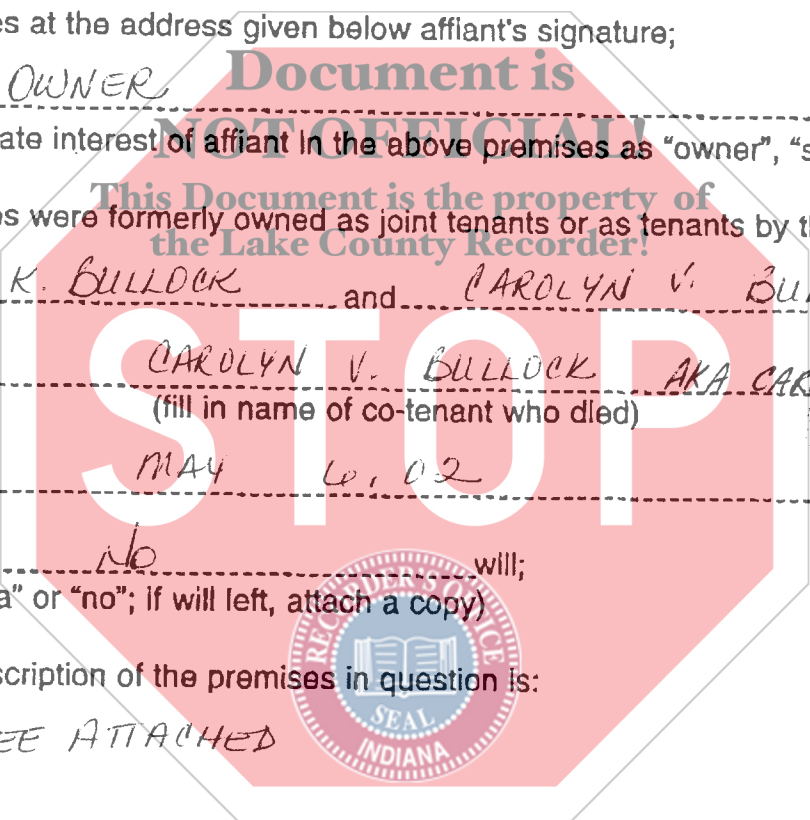 es at the address given below affiant's signature;
Document is
OWNER
NOT OFFICIAL!
ate interest of affiant in the above premises as "owner", "s
This Document is the property of
es were formerly owned as joint tenants or as tenants by th
the Lake County Recorder!
K. BULLOCK and CAROLYN V. BUL
CAROLYN V. BULLOCK AKA CAR
(fill in name of co-tenant who died)
STOP
MAY 6, 02
No will;
a" or "no"; if will left, attach a copy)
RECORDER'S OFFICE
scription of the premises in question is:
SEAL
EE ATTACHED
INDIANA